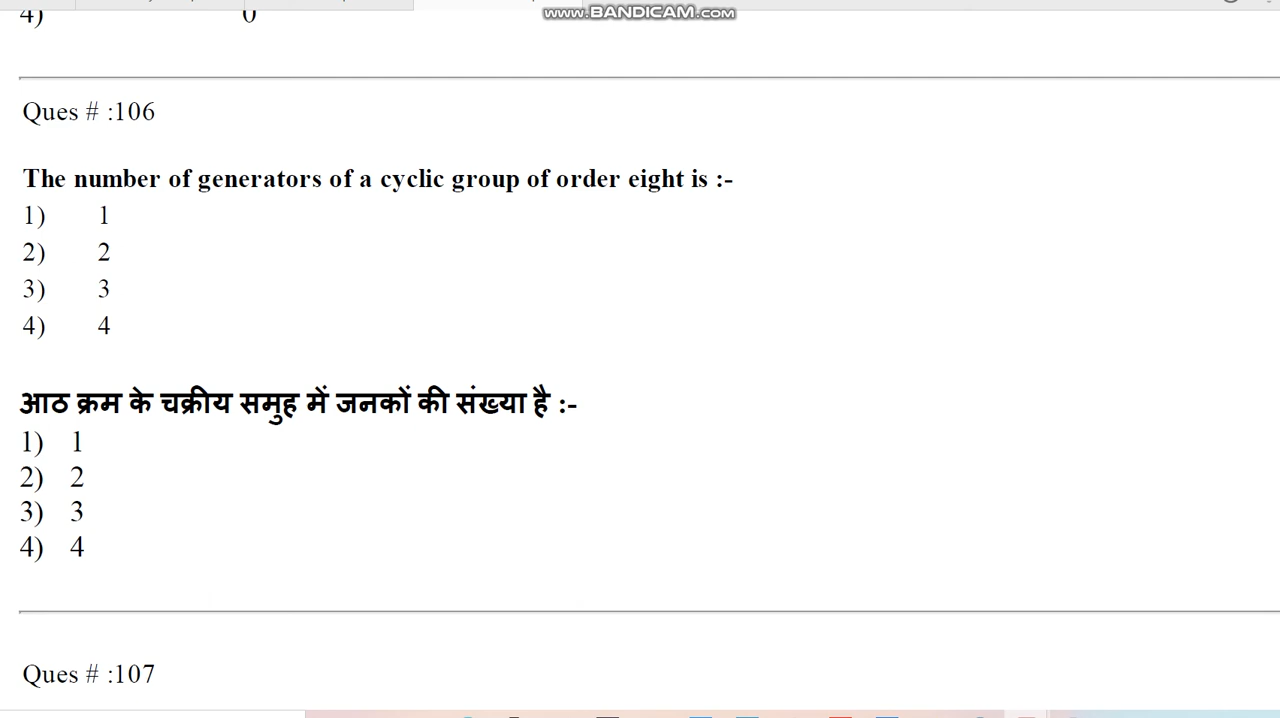 4) 0
www.BANDICAM.com
Ques # :106
The number of generators of a cyclic group of order eight is :-
1) 1
2) 2
3) 3
4) 4
आठ क्रम के चक्रीय समुह में जनकों की संख्या है :-
1) 1
2) 2
3) 3
4) 4
Ques # :107